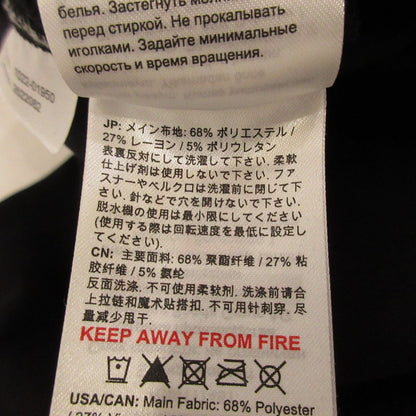 белья. Застегнуть молни
перед стиркой. Не прокалывать
иголками. Задайте минимальные
скорость и время вращения.
1022-01950
JP: メイン布地: 68% ポリエステル /
27% レーヨン / 5% ポリウレタン
表裏反対にして洗濯して下さい. 柔軟
仕上げ剤は使用しないで下さい. ファ
スナーやベルクロは洗濯前に閉じて下
さい. 針などで穴を開けないで下さい.
脱水機の使用は最小限にしてください
(使用する際は回転速度を最低に設定し
てください).
CN: 主要面料: 68% 聚酯纤维 / 27% 粘
胶纤维 / 5% 氨纶
反面洗涤. 不可使用柔软剂. 洗涤前请合
上拉链和魔术贴搭扣. 不可用针刺穿. 尽
量减少甩干.
KEEP AWAY FROM FIRE
USA/CAN: Main Fabric: 68% Polyester